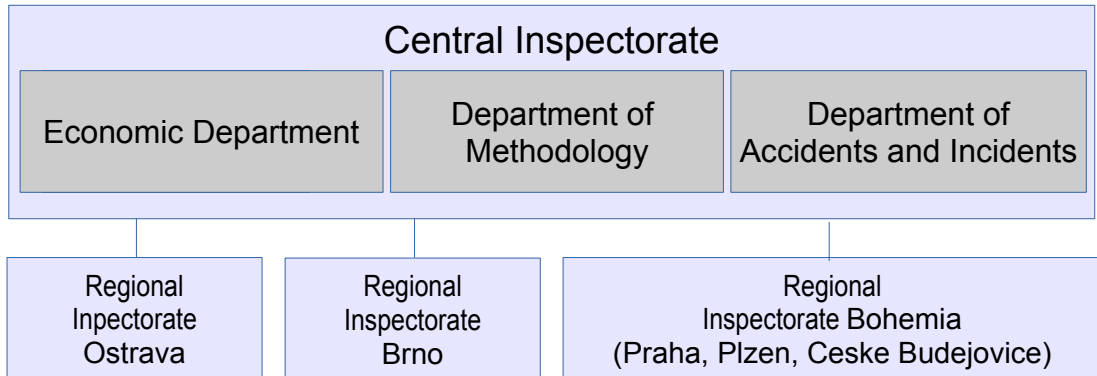 Central Inspectorate
Economic Department
Department of
Methodology
Department of
Accidents and Incidents
Regional
Inpectorate
Ostrava
Regional
Inspectorate
Brno
Regional
Inspectorate Bohemia
(Praha, Plzen, Ceske Budejovice)